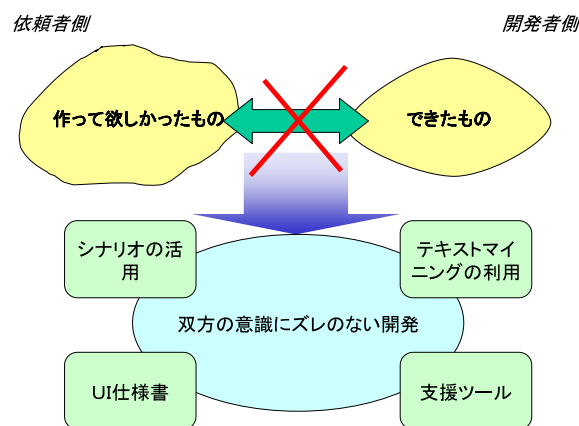 依頼者側
開発者側
作って欲しかったもの
できたもの
シナリオの活
用
テキストマイ
ニングの利用
双方の意識にズレのない開発
UI仕様書
支援ツール